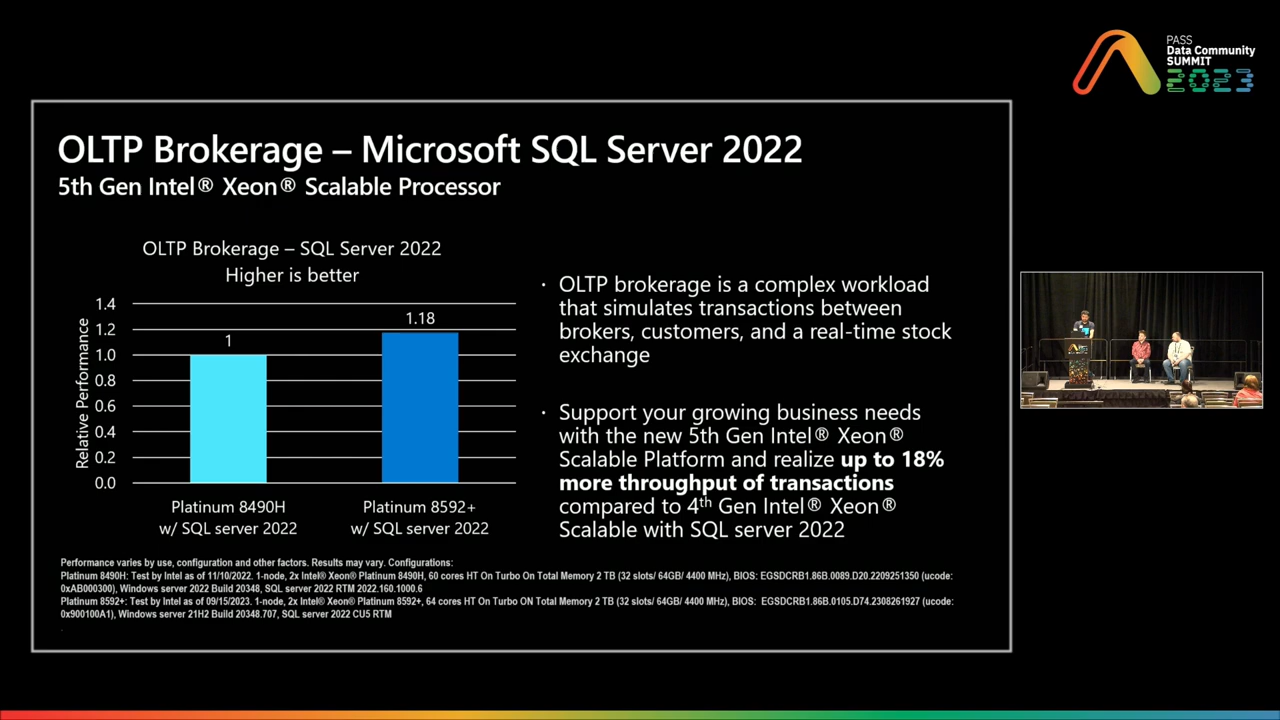 PASS
Data Community
SUMMIT
2023
OLTP Brokerage – Microsoft SQL Server 2022
5th Gen Intel® Xeon® Scalable Processor
OLTP Brokerage – SQL Server 2022
Higher is better
Relative Performance
1.4
1.2
1.0
0.8
0.6
0.4
0.2
0.0
1
1.18
Platinum 8490H
w/ SQL server 2022
Platinum 8592+
w/ SQL server 2022
· OLTP brokerage is a complex workload
that simulates transactions between
brokers, customers, and a real-time stock
exchange
· Support your growing business needs
with the new 5th Gen Intel® Xeon®
Scalable Platform and realize up to 18%
more throughput of transactions
compared to 4th Gen Intel® Xeon®
Scalable with SQL server 2022
Performance varies by use, configuration and other factors. Results may vary. Configurations:
Platinum 8490H: Test by Intel as of 11/10/2022. 1-node, 2x Intel® Xeon® Platinum 8490H, 60 cores HT On Turbo On Total Memory 2 TB (32 slots/ 64GB/ 4400 MHz), BIOS: EGSDCRB1.86B.0089.D20.2209251350 (ucode:
0xAB000300), Windows server 2022 Build 20348, SQL server 2022 RTM 2022.160.1000.6
Platinum 8592+: Test by Intel as of 09/15/2023. 1-node, 2x Intel® Xeon® Platinum 8592+, 64 cores HT On Turbo ON Total Memory 2 TB (32 slots/ 64GB/ 4400 MHz), BIOS: EGSDCRB1.86B.0105.D74.2308261927 (ucode:
0x900100A1), Windows server 21H2 Build 20348.707, SQL server 2022 CU5 RTM